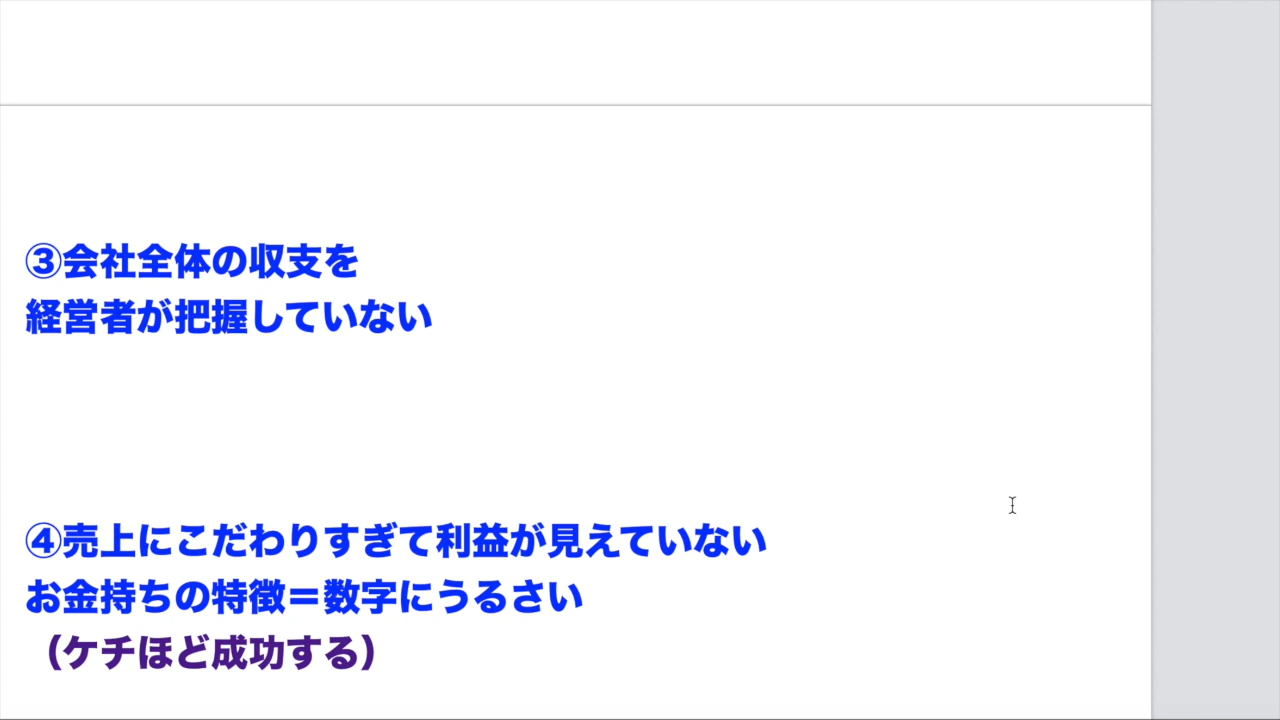 ③会社全体の収支を
経営者が把握していない
④売上にこだわりすぎて利益が見えていない
お金持ちの特徴＝数字にうるさい
（ケチほど成功する）